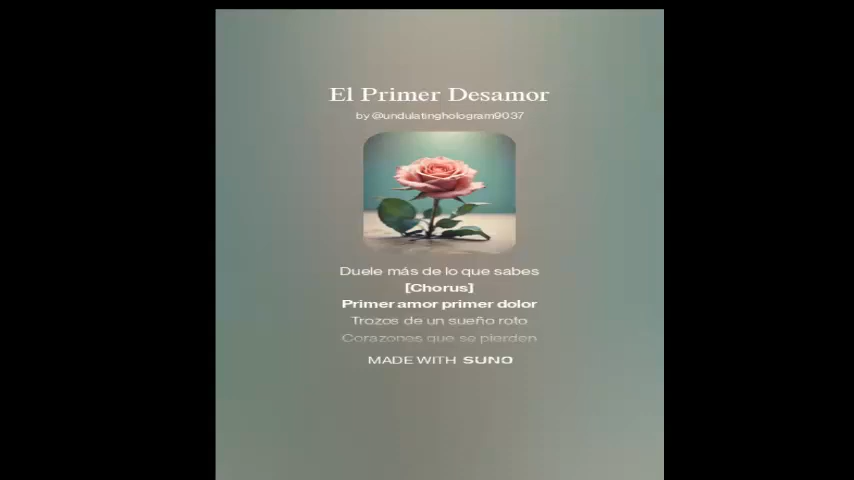 El Primer Desamor
by @undulatinghologram9037
Duele más de lo que sabes
[Chorus]
Primer amor primer dolor
Trozos de un sueño roto
Corazones que se pierden
MADE WITH SUNO